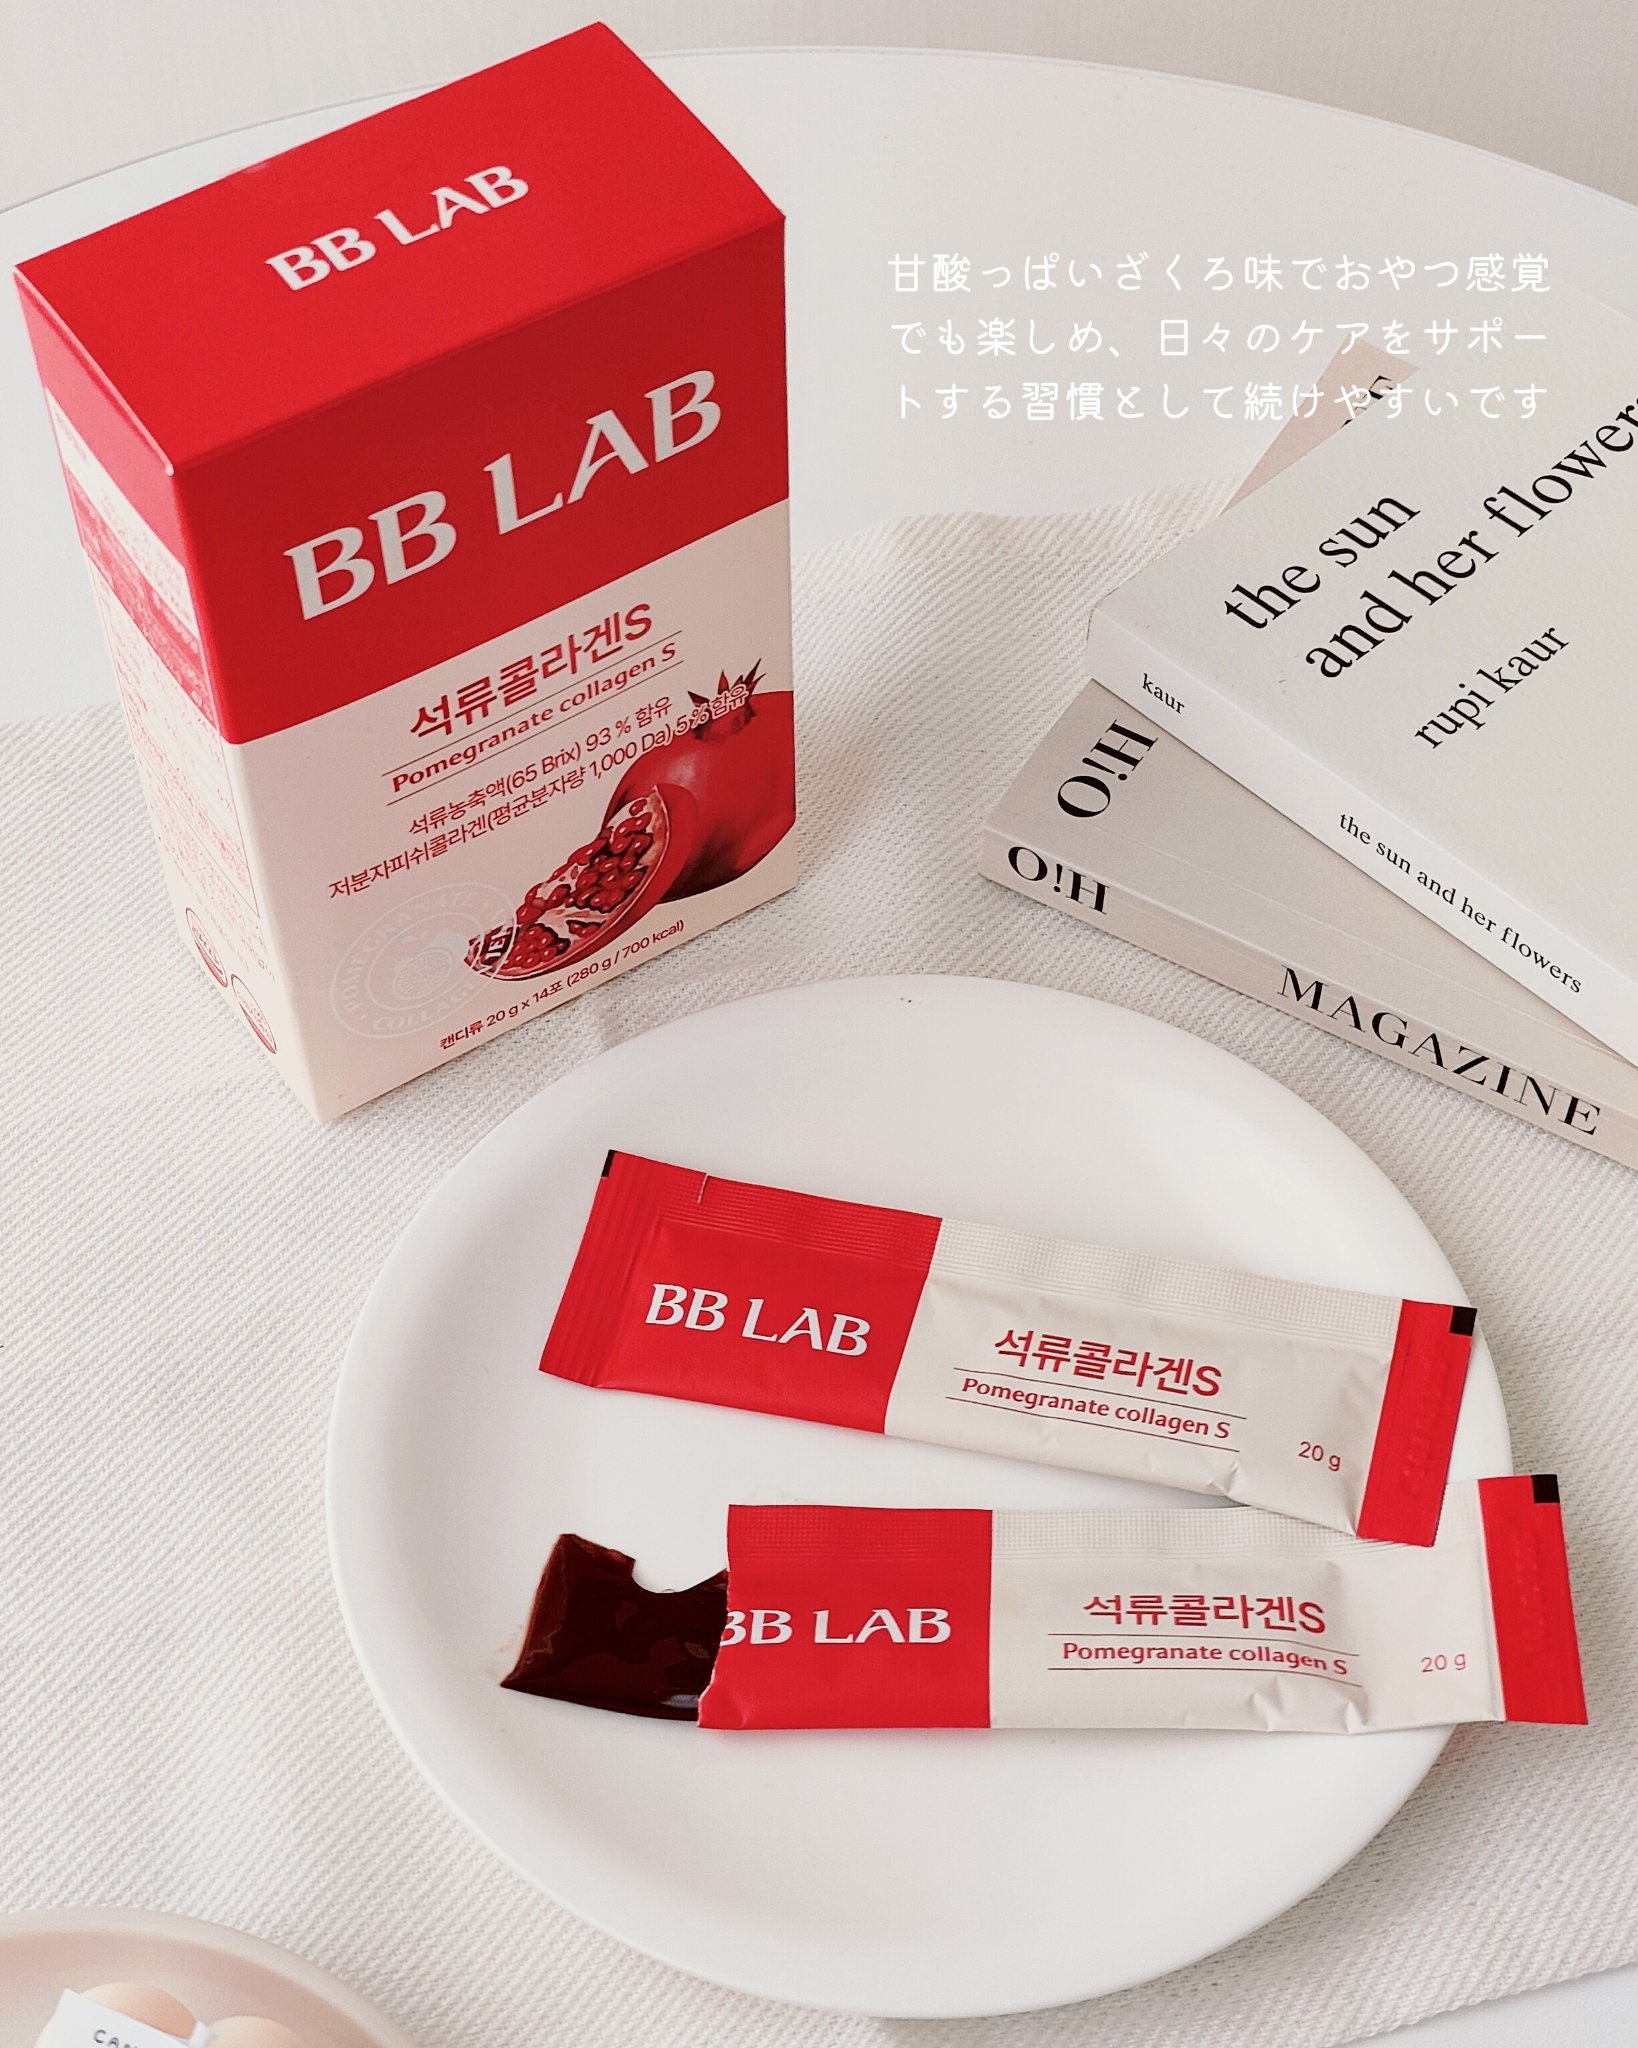 BB LAB
BB LAB
석류콜라겐S
Pomegranate collagen S
석류농축액(65 Brix) 93 % 함유
저분자피쉬콜라겐(평균분자량 1,000 Da) 5 % 함유
캔디류 20 g x 14포 (280 g / 700 kcal)
甘酸っぱいざくろ味でおやつ感覚
でも楽しめ、日々のケアをサポー
トする習慣として続けやすいです
the sun
and her flowers
rupi kaur
kaur
the sun and her flowers
O!H
O!H
MAGAZINE
BB LAB
석류콜라겐S
Pomegranate collagen S
20 g
BB LAB
석류콜라겐S
Pomegranate collagen S
20 g